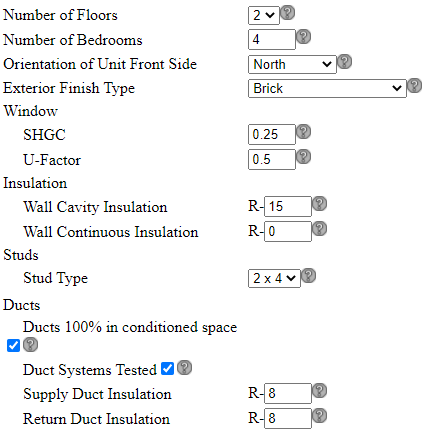 Number of Floors 2
Number of Bedrooms 4
Orientation of Unit Front Side North
Exterior Finish Type Brick
Window
SHGC 0.25
U-Factor 0.5
Insulation
Wall Cavity Insulation R-15
Wall Continuous Insulation R-0
Studs
Stud Type 2 x 4
Ducts
Ducts 100% in conditioned space
Duct Systems Tested
Supply Duct Insulation R-8
Return Duct Insulation R-8